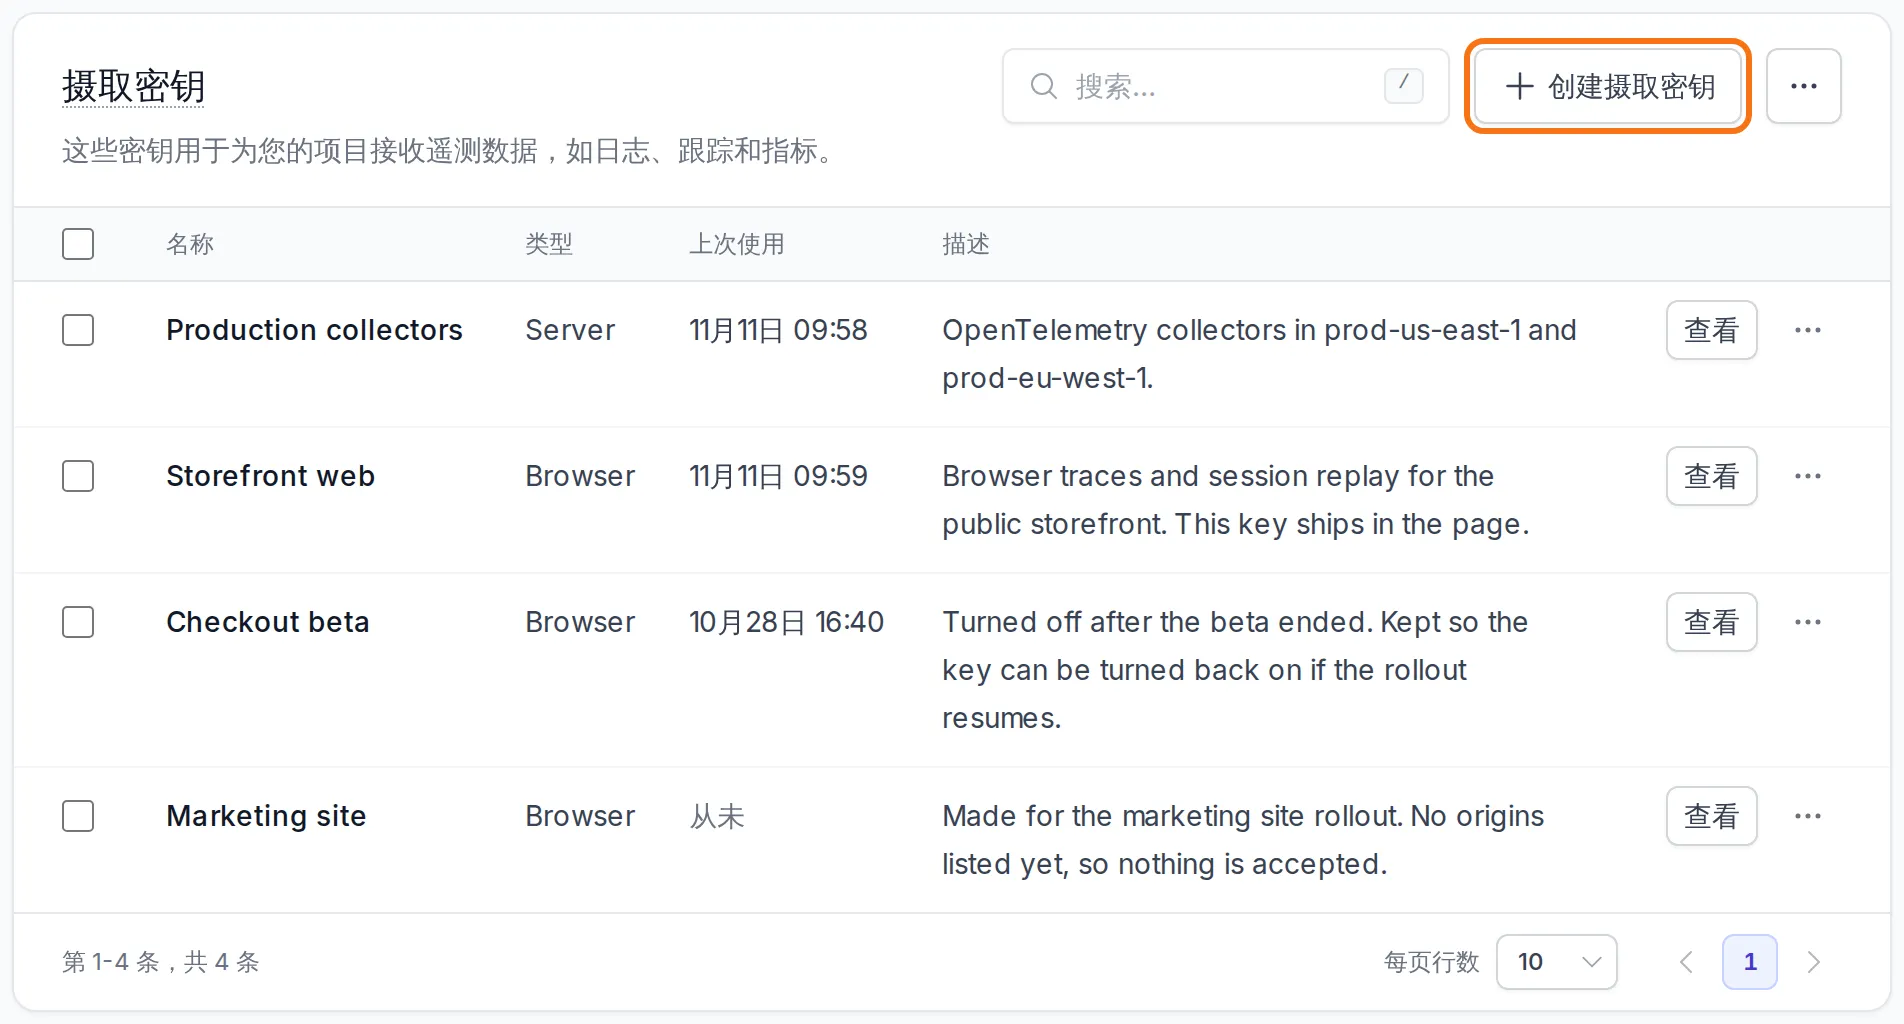 摄取密钥
搜索...
/
创建摄取密钥
这些密钥用于为您的项目接收遥测数据，如日志、跟踪和指标。
名称 类型 上次使用 描述
Production collectors Server 11月11日 09:58 OpenTelemetry collectors in prod-us-east-1 and 查看
prod-eu-west-1.
Storefront web Browser 11月11日 09:59 Browser traces and session replay for the 查看
public storefront. This key ships in the page.
Checkout beta Browser 10月28日 16:40 Turned off after the beta ended. Kept so the 查看
key can be turned back on if the rollout
resumes.
Marketing site Browser 从未 Made for the marketing site rollout. No origins 查看
listed yet, so nothing is accepted.
第 1-4 条，共 4 条 每页行数 10 1